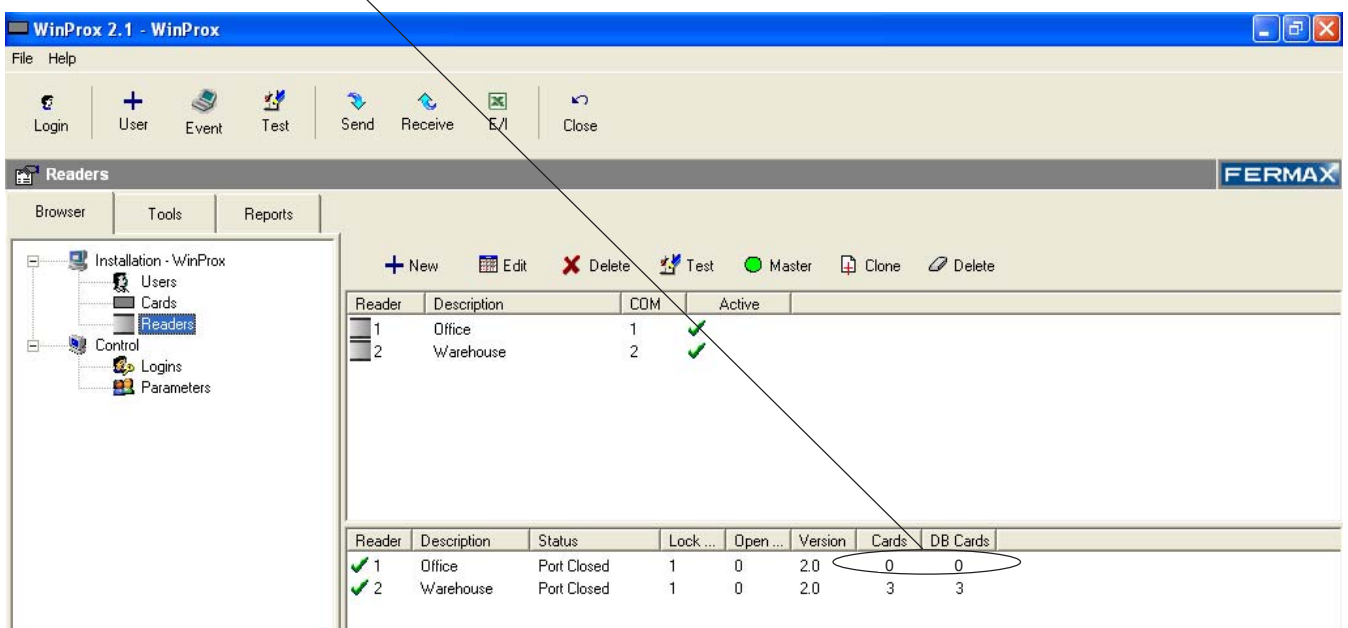 WinProx 2.1 - WinProx
File Help
Login User Event Test Send Receive E/I Close
Readers FERMAX
Browser Tools Reports
Installation - WinProx
Users
Cards
Readers
Control
Logins
Parameters
New Edit Delete Test Master Clone Delete
Reader Description COM Active
1 Office 1
2 Warehouse 2
Reader Description Status Lock ... Open ... Version Cards DB Cards
1 Office Port Closed 1 0 2.0 0 0
2 Warehouse Port Closed 1 0 2.0 3 3